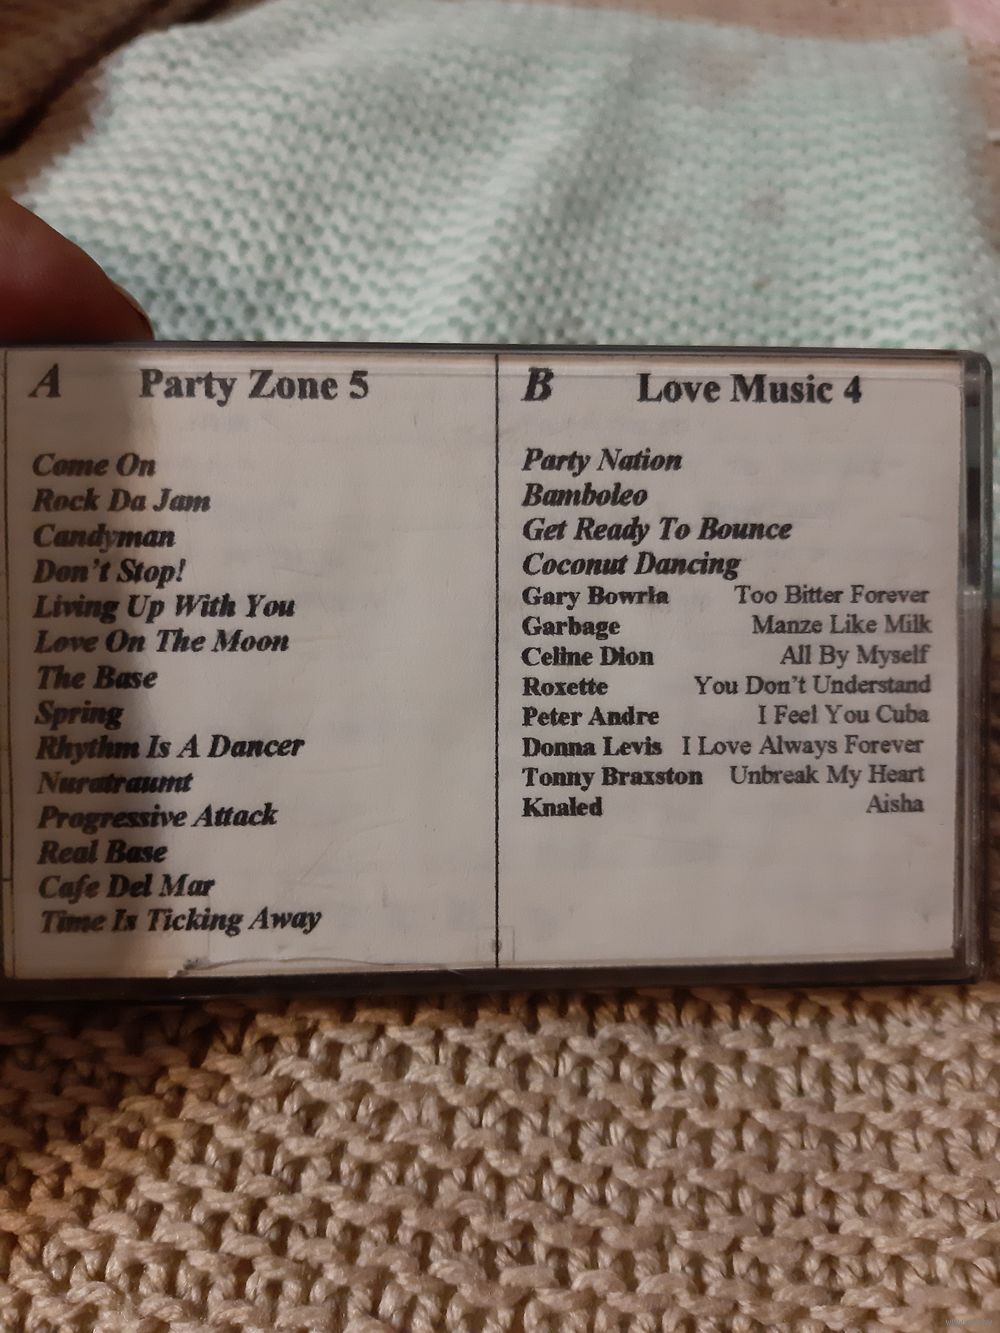 A Party Zone 5
Come On
Rock Da Jam
Candyman
Don't Stop!
Living Up With You
Love On The Moon
The Base
Spring
Rhythm Is A Dancer
Nuratraumt
Progressive Attack
Real Base
Cafe Del Mar
Time Is Ticking Away
B Love Music 4
Party Nation
Bamboleo
Get Ready To Bounce
Coconut Dancing
Gary Bowrla Too Bitter Forever
Garbage Manze Like Milk
Celine Dion All By Myself
Roxette You Don't Understand
Peter Andre I Feel You Cuba
Donna Levis I Love Always Forever
Tonny Braxston Unbreak My Heart
Knaled Aisha